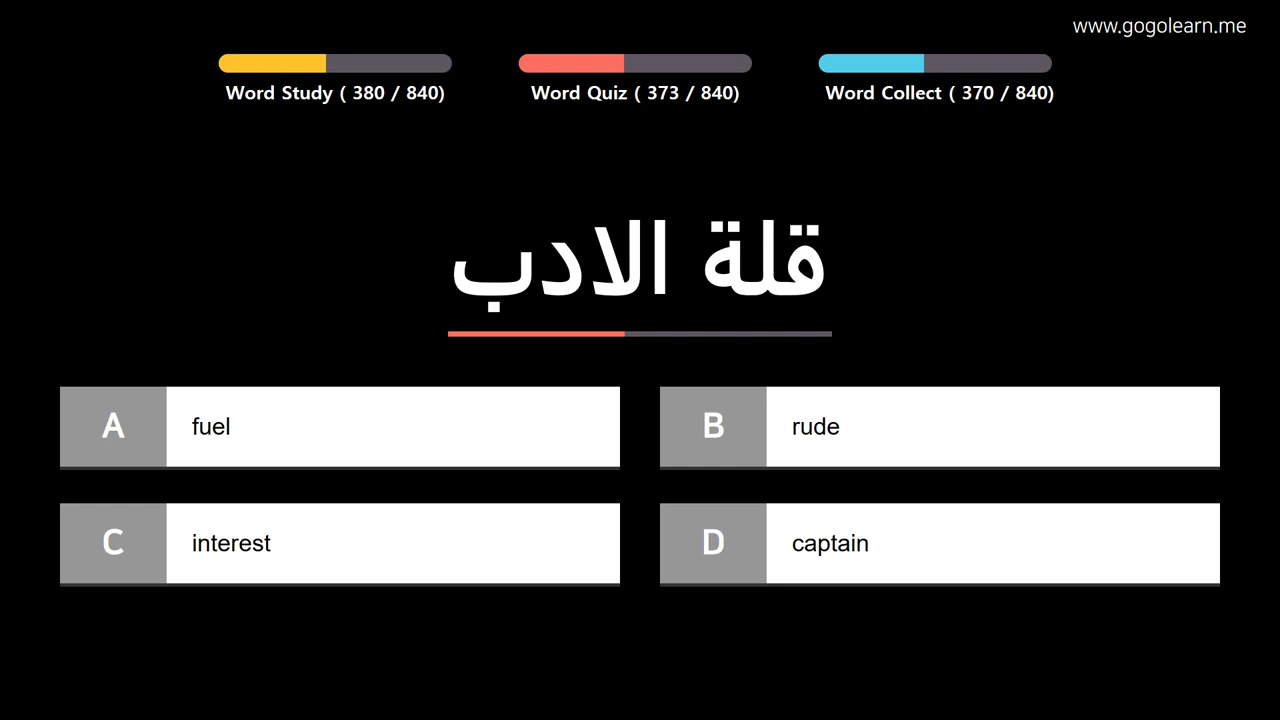 www.gogolearn.me
Word Study ( 380 / 840)
Word Quiz ( 373 / 840)
Word Collect ( 370 / 840)
قلة الادب
A fuel
B rude
C interest
D captain